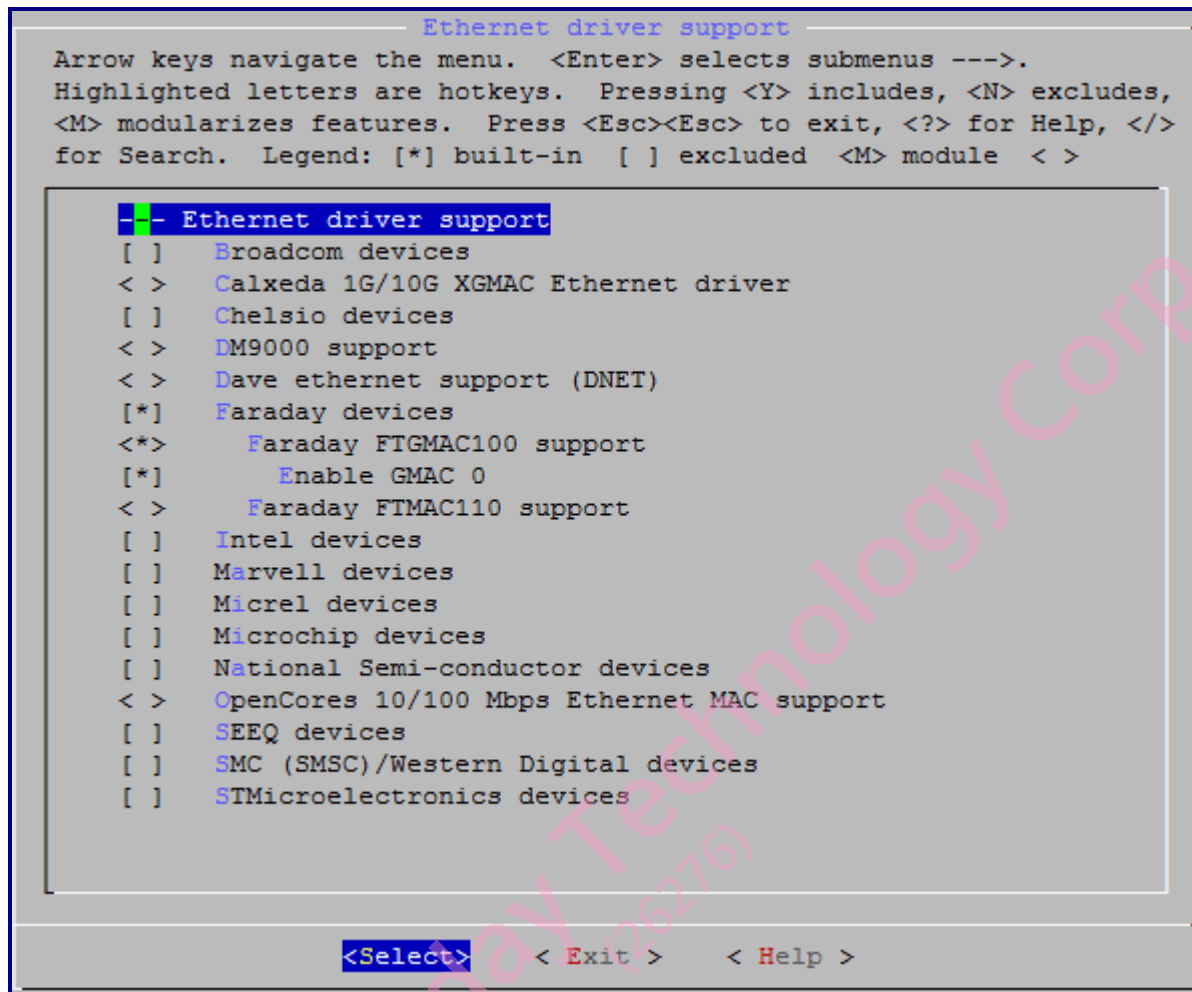 Ethernet driver support
Arrow keys navigate the menu.  <Enter> selects submenus --->.
Highlighted letters are hotkeys.  Pressing <Y> includes, <N> excludes,
<M> modularizes features.  Press <Esc><Esc> to exit, <?> for Help, </>
for Search.  Legend: [*] built-in  [ ] excluded  <M> module  < >
--- Ethernet driver support
[ ]   Broadcom devices
< >   Calxeda 1G/10G XGMAC Ethernet driver
[ ]   Chelsio devices
< >   DM9000 support
< >   Dave ethernet support (DNET)
[*]   Faraday devices
<*>     Faraday FTGMAC100 support
[*]       Enable GMAC 0
< >     Faraday FTMAC110 support
[ ]   Intel devices
[ ]   Marvell devices
[ ]   Micrel devices
[ ]   Microchip devices
[ ]   National Semi-conductor devices
< >   OpenCores 10/100 Mbps Ethernet MAC support
[ ]   SEEQ devices
[ ]   SMC (SMSC)/Western Digital devices
[ ]   STMicroelectronics devices
<Select>    < Exit >    < Help >
day Technology Corp
(26276)